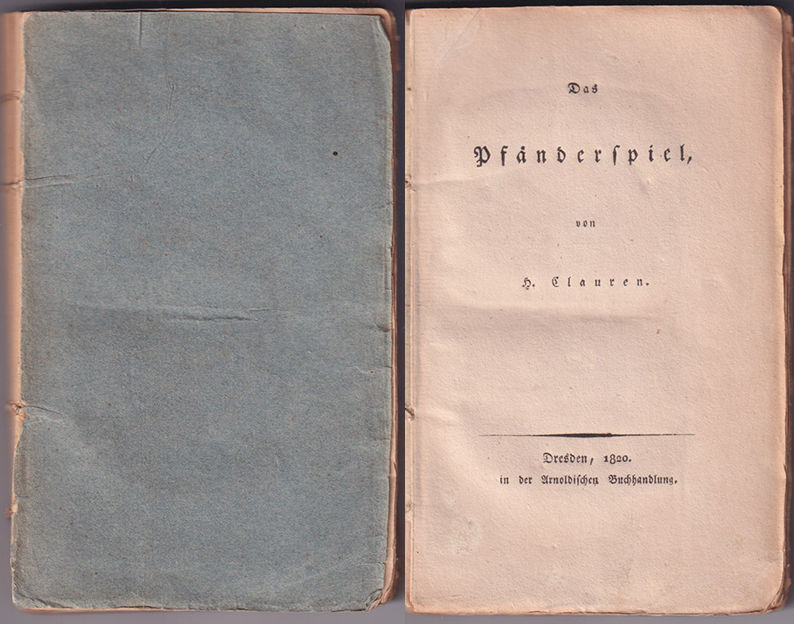 Das
Pfänderſpiel,
von
H. Clauren.
Dresden, 1820.
in der Arnoldiſchen Buchhandlung.